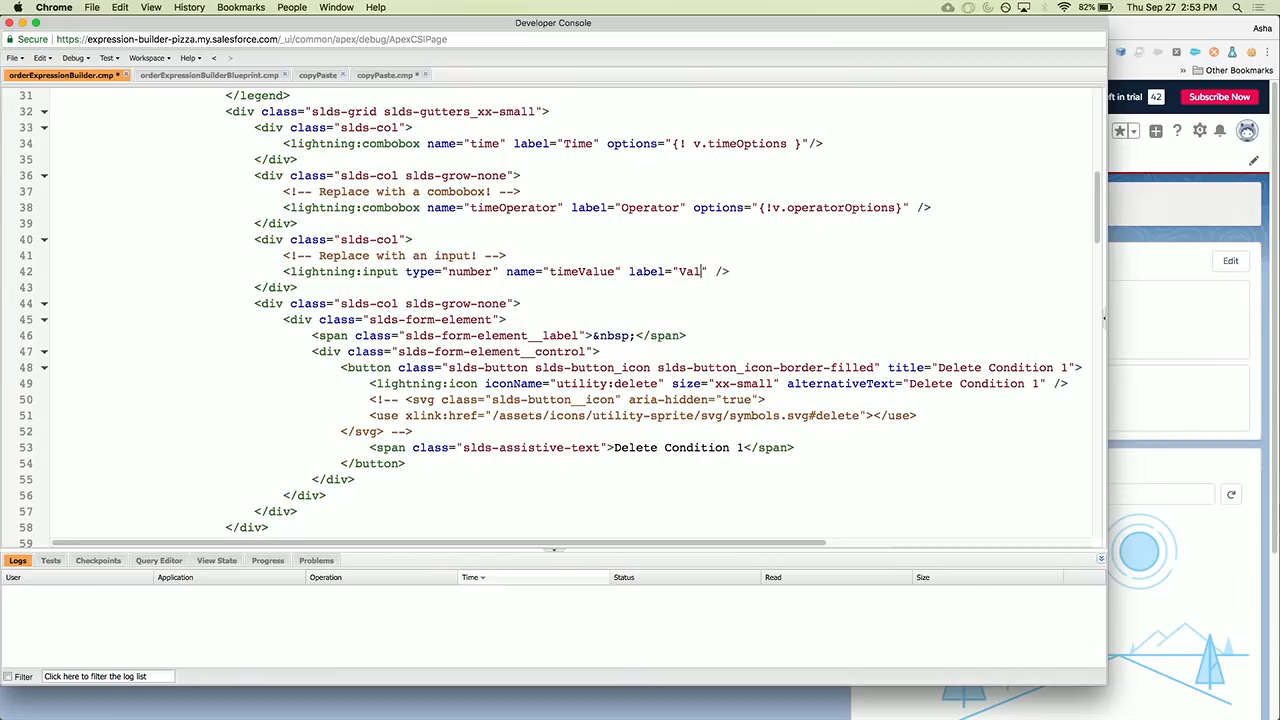 Chrome File Edit View History Bookmarks People Window Help 82% Thu Sep 27 2:53 PM
Developer Console
Asha
Secure https://expression-builder-pizza.my.salesforce.com/_ui/common/apex/debug/ApexCSIPage
File Edit Debug Test Workspace Help < >
» Other Bookmarks
orderExpressionBuilder.cmp * orderExpressionBuilderBlueprint.cmp copyPaste copyPaste.cmp *
ft in trial 42 Subscribe Now
31 </legend>
32 <div class="slds-grid slds-gutters_xx-small">
33 <div class="slds-col">
34 <lightning:combobox name="time" label="Time" options="{! v.timeOptions }"/>
35 </div>
36 <div class="slds-col slds-grow-none">
37 <!-- Replace with a combobox! -->
38 <lightning:combobox name="timeOperator" label="Operator" options="{!v.operatorOptions}" />
39 </div>
40 <div class="slds-col">
41 <!-- Replace with an input! -->
42 <lightning:input type="number" name="timeValue" label="Val" />
43 </div>
44 <div class="slds-col slds-grow-none">
45 <div class="slds-form-element">
46 <span class="slds-form-element__label">&nbsp;</span>
47 <div class="slds-form-element__control">
48 <button class="slds-button slds-button_icon slds-button_icon-border-filled" title="Delete Condition 1">
49 <lightning:icon iconName="utility:delete" size="xx-small" alternativeText="Delete Condition 1" />
50 <!-- <svg class="slds-button__icon" aria-hidden="true">
51 <use xlink:href="/assets/icons/utility-sprite/svg/symbols.svg#delete"></use>
52 </svg> -->
53 <span class="slds-assistive-text">Delete Condition 1</span>
54 </button>
55 </div>
56 </div>
57 </div>
58 </div>
59
Edit
Logs Tests Checkpoints Query Editor View State Progress Problems
User Application Operation Time Status Read Size
Filter Click here to filter the log list